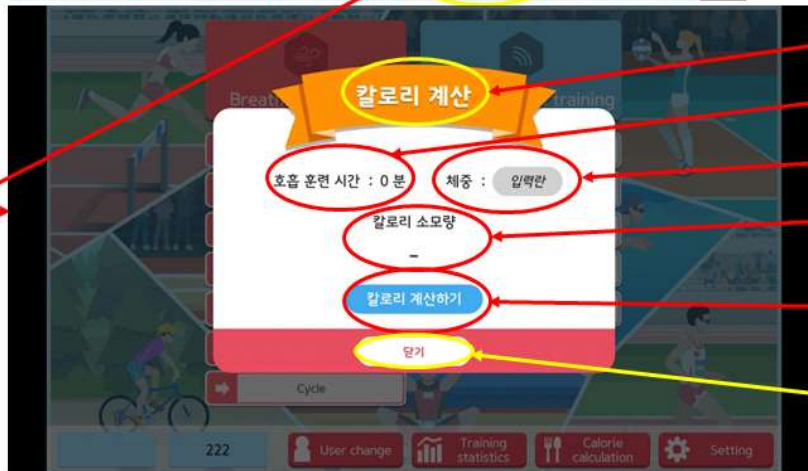 Breath
training
칼로리 계산
호흡 훈련 시간 : 0 분
체중 : 입력란
칼로리 소모량
–
칼로리 계산하기
닫기
Cycle
222
User change
Training statistics
Calorie calculation
Setting